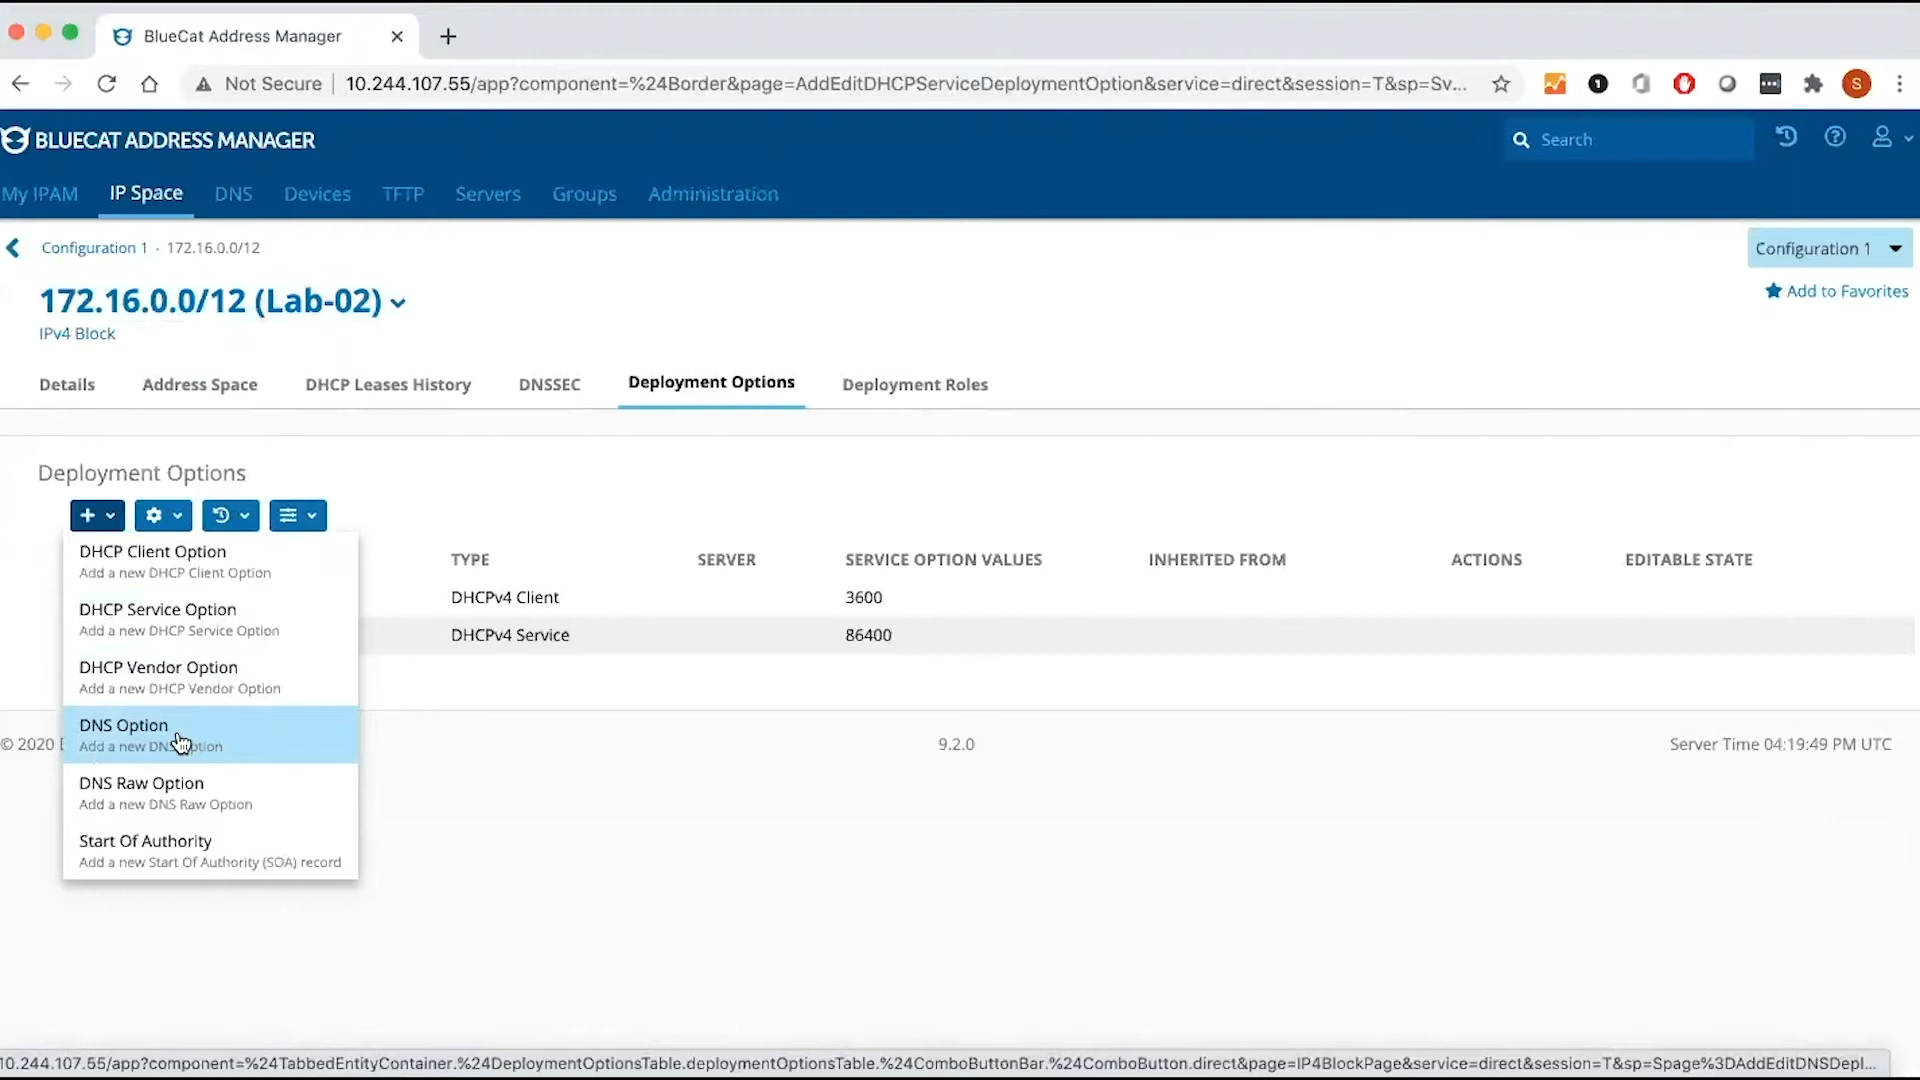 BlueCat Address Manager
Not Secure
10.244.107.55/app?component=%24Border&page=AddEditDHCPServiceDeploymentOption&service=direct&session=T&sp=Sv...
S
BLUECAT ADDRESS MANAGER
Search
My IPAM
IP Space
DNS
Devices
TFTP
Servers
Groups
Administration
Configuration 1 · 172.16.0.0/12
Configuration 1
172.16.0.0/12 (Lab-02)
Add to Favorites
IPv4 Block
Details
Address Space
DHCP Leases History
DNSSEC
Deployment Options
Deployment Roles
Deployment Options
DHCP Client Option
Add a new DHCP Client Option
DHCP Service Option
Add a new DHCP Service Option
DHCP Vendor Option
Add a new DHCP Vendor Option
DNS Option
Add a new DNS Option
DNS Raw Option
Add a new DNS Raw Option
Start Of Authority
Add a new Start Of Authority (SOA) record
TYPE
SERVER
SERVICE OPTION VALUES
INHERITED FROM
ACTIONS
EDITABLE STATE
DHCPv4 Client
3600
DHCPv4 Service
86400
© 2020
9.2.0
Server Time 04:19:49 PM UTC
10.244.107.55/app?component=%24TabbedEntityContainer.%24DeploymentOptionsTable.deploymentOptionsTable.%24ComboButtonBar.%24ComboButton.direct&page=IP4BlockPage&service=direct&session=T&sp=Spage%3DAddEditDNSDepl...